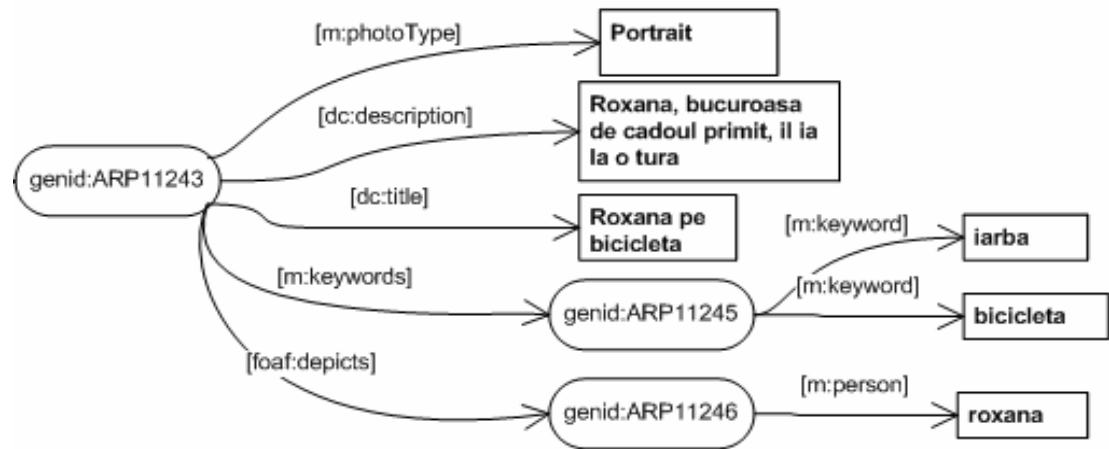 [m:photoType]
Portrait
[dc:description]
Roxana, bucuroasa
de cadoul primit, il ia
la o tura
genid:ARP11243
[dc:title]
Roxana pe
bicicleta
[m:keyword]
iarba
[m:keywords]
[m:keyword]
genid:ARP11245
bicicleta
[foaf:depicts]
[m:person]
genid:ARP11246
roxana